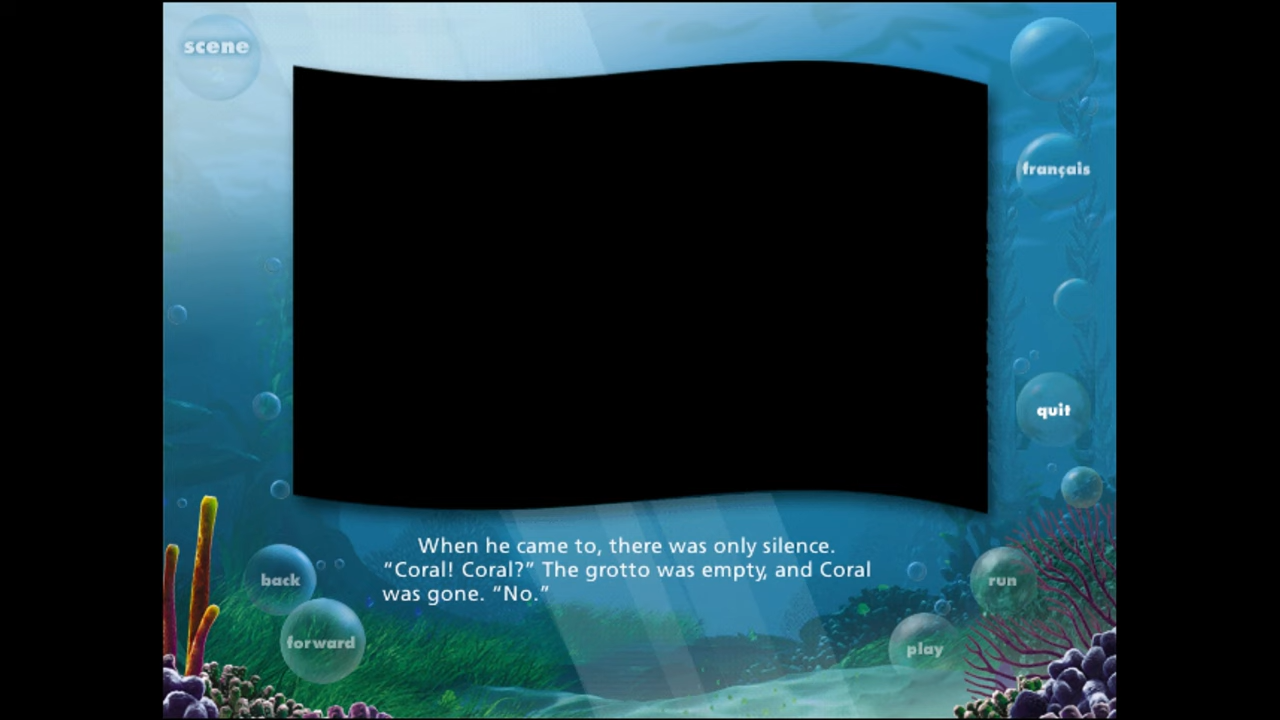 scene
français
quit
When he came to, there was only silence.
“Coral! Coral?” The grotto was empty, and Coral
was gone. “No.”
back
run
forward
play